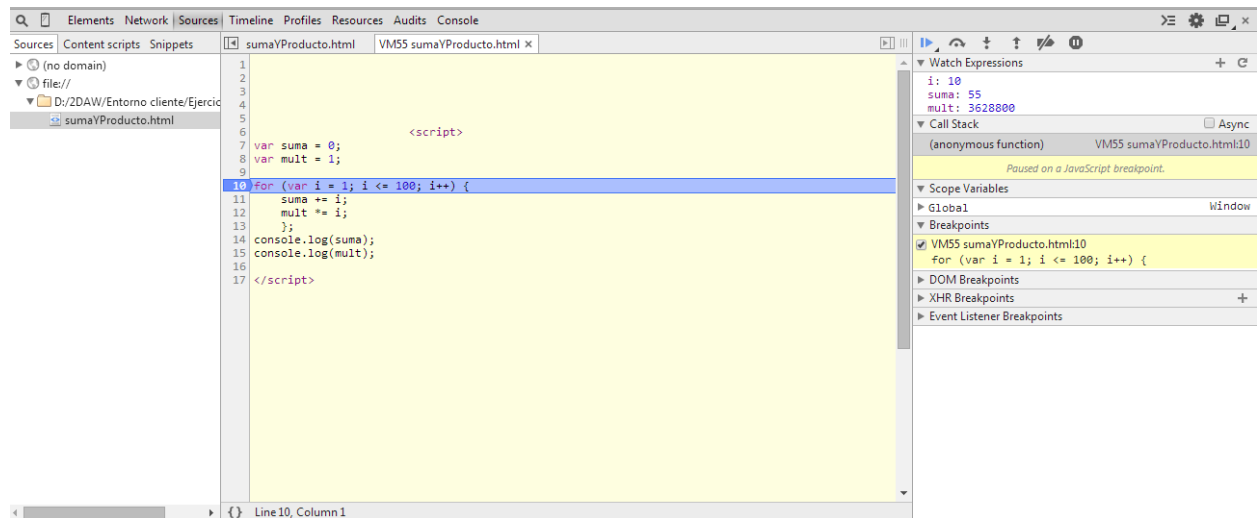 Elements Network Sources Timeline Profiles Resources Audits Console
Sources Content scripts Snippets
(no domain)
file://
D:/2DAW/Entorno cliente/Ejercic
sumaYProducto.html
sumaYProducto.html VM55 sumaYProducto.html ×
1
2
3
4
5
6 <script>
7 var suma = 0;
8 var mult = 1;
9
10 for (var i = 1; i <= 100; i++) {
11 suma += i;
12 mult *= i;
13 };
14 console.log(suma);
15 console.log(mult);
16
17 </script>
{} Line 10, Column 1
Watch Expressions
i: 10
suma: 55
mult: 3628800
Call Stack Async
(anonymous function) VM55 sumaYProducto.html:10
Paused on a JavaScript breakpoint.
Scope Variables
Global Window
Breakpoints
VM55 sumaYProducto.html:10
for (var i = 1; i <= 100; i++) {
DOM Breakpoints
XHR Breakpoints
Event Listener Breakpoints